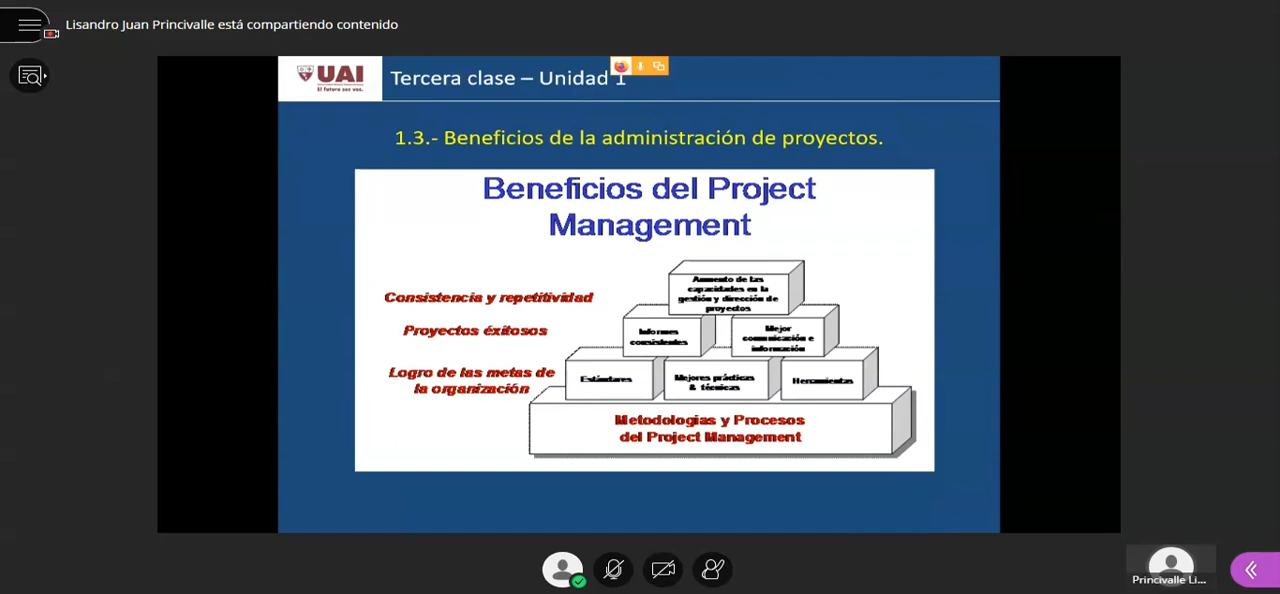 Lisandro Juan Princivalle está compartiendo contenido
UAI
El futuro sos vos.
Tercera clase – Unidad 1
1.3.- Beneficios de la administración de proyectos.
Beneficios del Project
Management
Consistencia y repetitividad
Proyectos éxitosos
Logro de las metas de
la organización
Aumento de las
capacidades en la
gestión y dirección de
proyectos
Informes
consistentes
Mejor
comunicación e
información
Estándares
Mejores prácticas
& técnicas
Herramientas
Metodologías y Procesos
del Project Management
Princivalle Li...